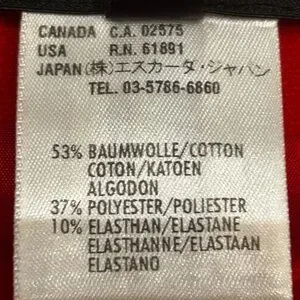 CANADA C.A. 02575
USA R.N. 61891
JAPAN(株)エスカーダ・ジャパン
TEL. 03-5786-6860
53% BAUMWOLLE/COTTON
COTON/KATOEN
ALGODON
37% POLYESTER/POLIESTER
10% ELASTHAN/ELASTANE
ELASTHANNE/ELASTAAN
ELASTANO